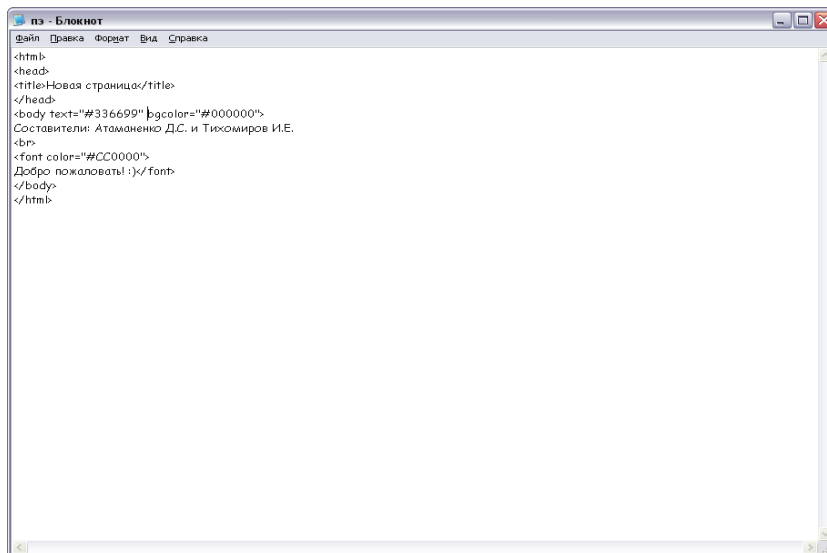 пэ - Блокнот
Файл Правка Формат Вид Справка
<html>
<head>
<title>Новая страница</title>
</head>
<body text="#336699" bgcolor="#000000">
Составители: Атаманенко Д.С. и Тихомиров И.Е.
<br>
<font color="#CC0000">
Добро пожаловать! :)</font>
</body>
</html>